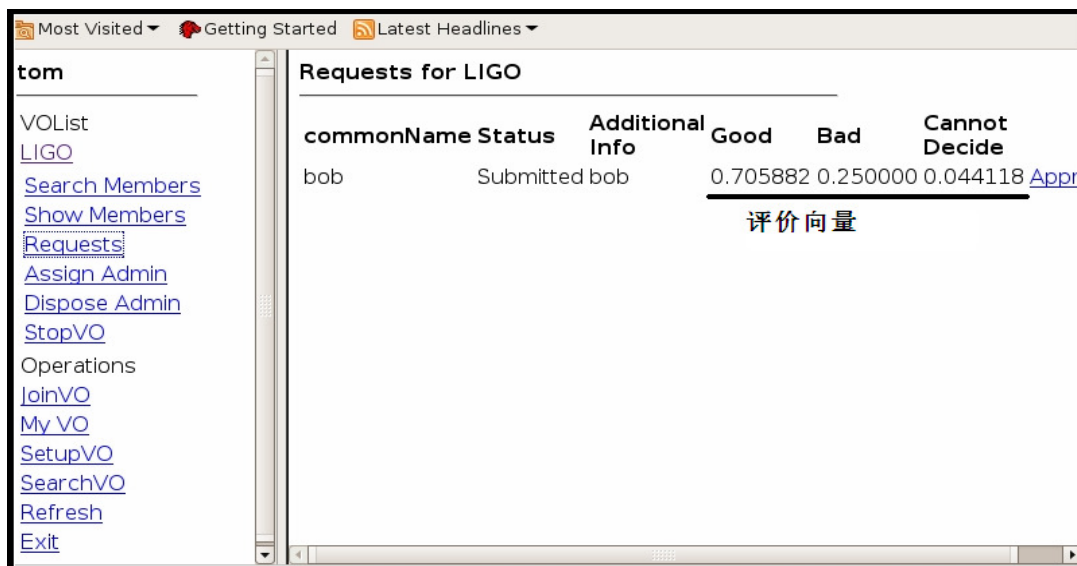 Most Visited Getting Started Latest Headlines
tom
VOList
LIGO
Search Members
Show Members
Requests
Assign Admin
Dispose Admin
StopVO
Operations
JoinVO
My VO
SetupVO
SearchVO
Refresh
Exit
Requests for LIGO
commonName Status Additional Info Good Bad Cannot Decide
bob Submitted bob 0.705882 0.250000 0.044118 Appr
评价向量